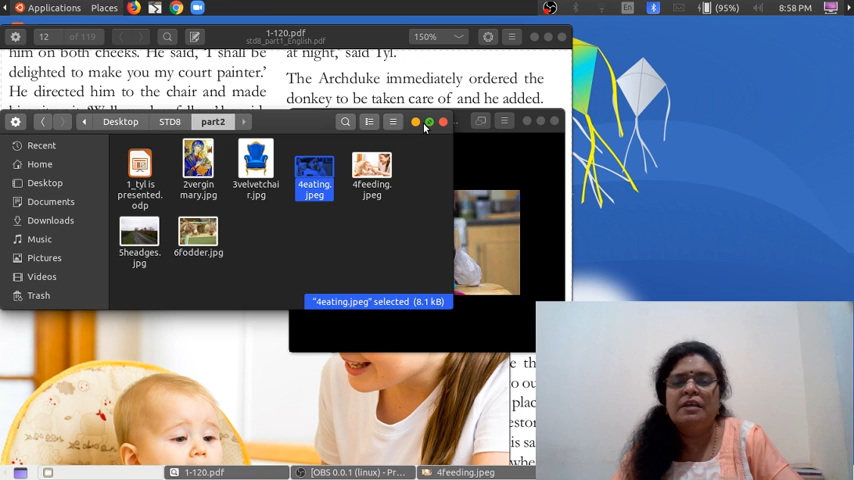 Applications Places En (95%) 8:58 PM
12 of 119 1-120.pdf
std8_part1_English.pdf 150%
him on both cheeks. He said, 'I shall be
delighted to make you my court painter.'
He directed him to the chair and made
at night,' said Tyl.
The Archduke immediately ordered the
donkey to be taken care of and he added.
Desktop STD8 part2
Recent
Home
Desktop
Documents
Downloads
Music
Pictures
Videos
Trash
1_tyl is
presented.
odp
2vergin
mary.jpg
3velvetchai
r.jpg
4eating.
jpeg
4feeding.
jpeg
5headges.
jpg
6fodder.jpg
"4eating.jpeg" selected (8.1 kB)
1-120.pdf
[OBS 0.0.1 (linux) - Pr...
4feeding.jpeg